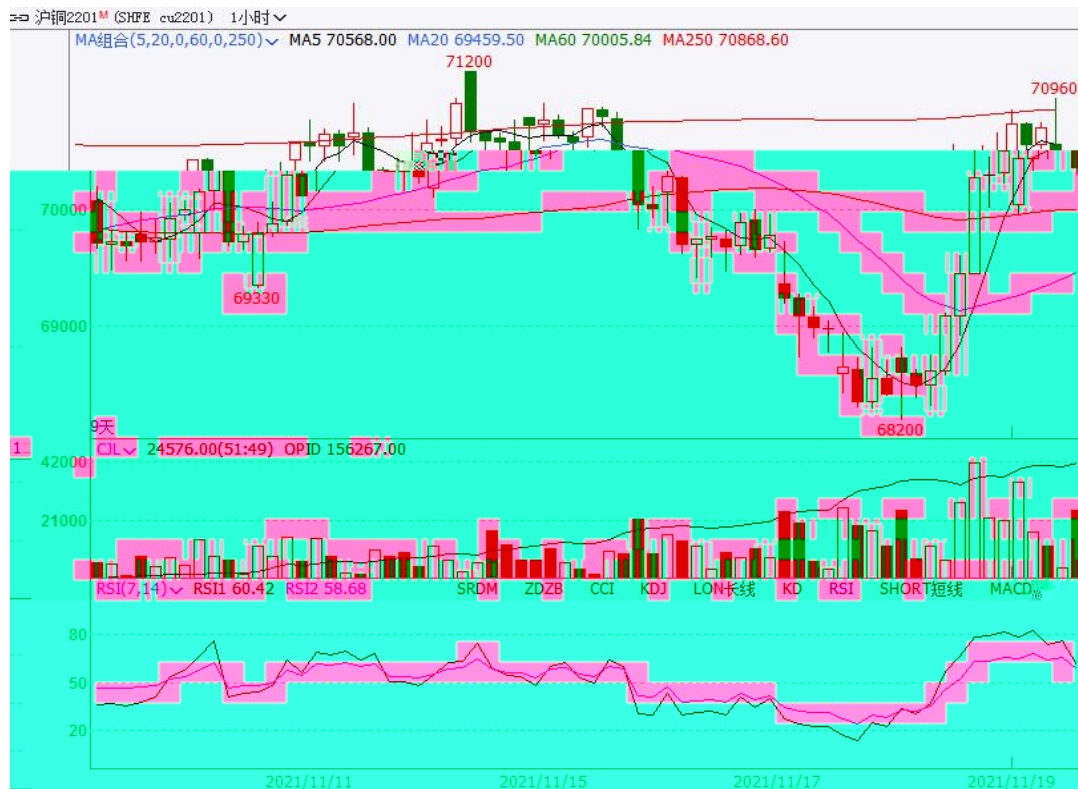 沪铜2201M (SHFE cu2201) 1小时
MA组合(5,20,0,60,0,250) MA5 70568.00 MA20 69459.50 MA60 70005.84 MA250 70868.60
71200
70960
70000
69330
69000
68200
9天
1
CJL 24576.00(51:49) OPID 156267.00
42000
21000
RSI(7,14) RSI1 60.42 RSI2 58.68 SRDM ZDZB CCI KDJ LON长线 KD RSI SHORT短线 MACD
80
50
20
2021/11/11 2021/11/15 2021/11/17 2021/11/19